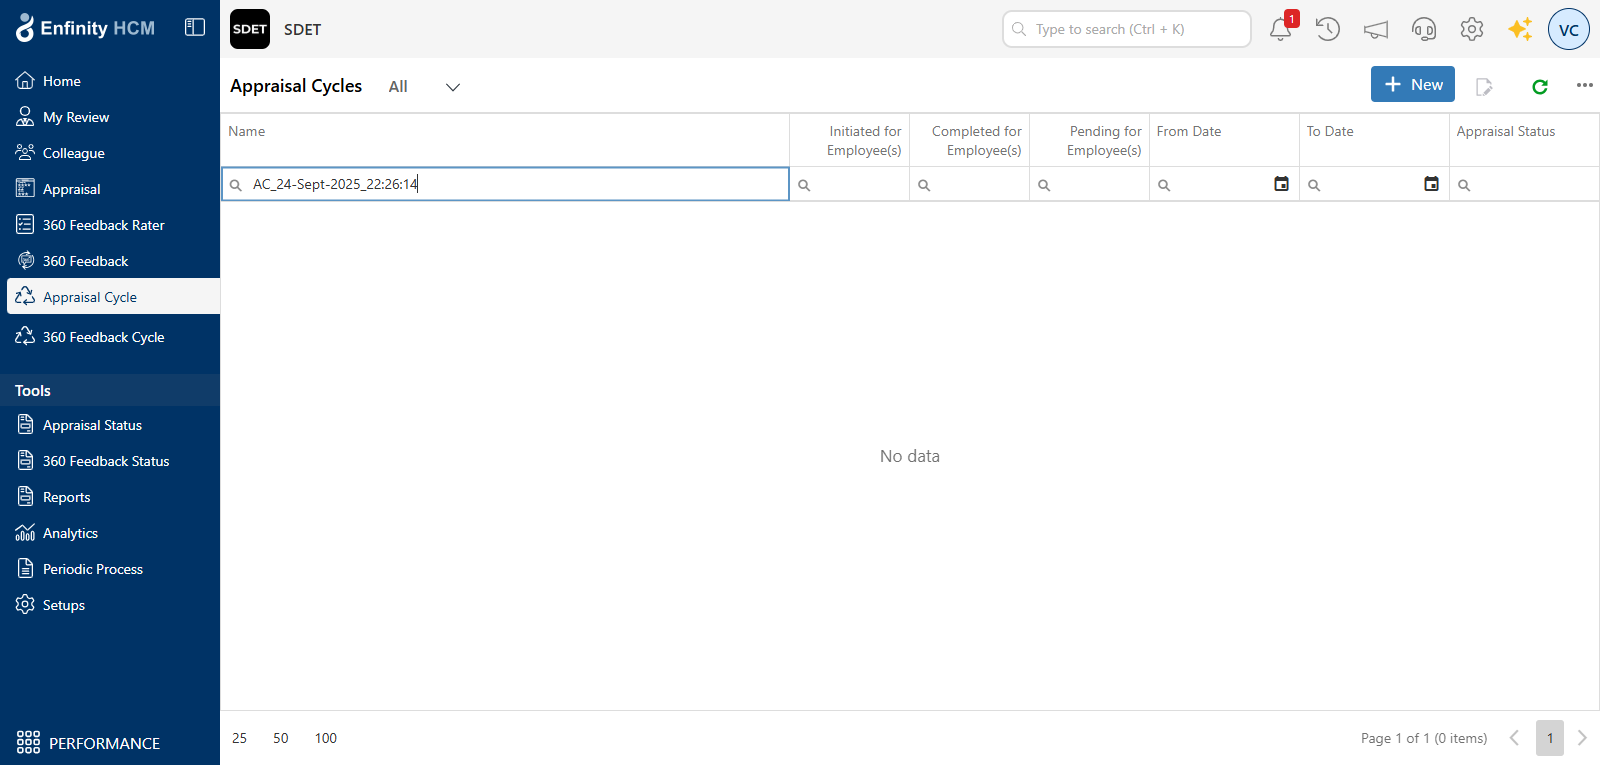 Enfinity HCM
SDET
SDET
Type to search (Ctrl + K)
1
VC
Home
My Review
Colleague
Appraisal
360 Feedback Rater
360 Feedback
Appraisal Cycle
360 Feedback Cycle
Tools
Appraisal Status
360 Feedback Status
Reports
Analytics
Periodic Process
Setups
PERFORMANCE
Appraisal Cycles
All
New
Name
Initiated for
Employee(s)
Completed for
Employee(s)
Pending for
Employee(s)
From Date
To Date
Appraisal Status
AC_24-Sept-2025_22:26:14
No data
25 50 100
Page 1 of 1 (0 items)
1